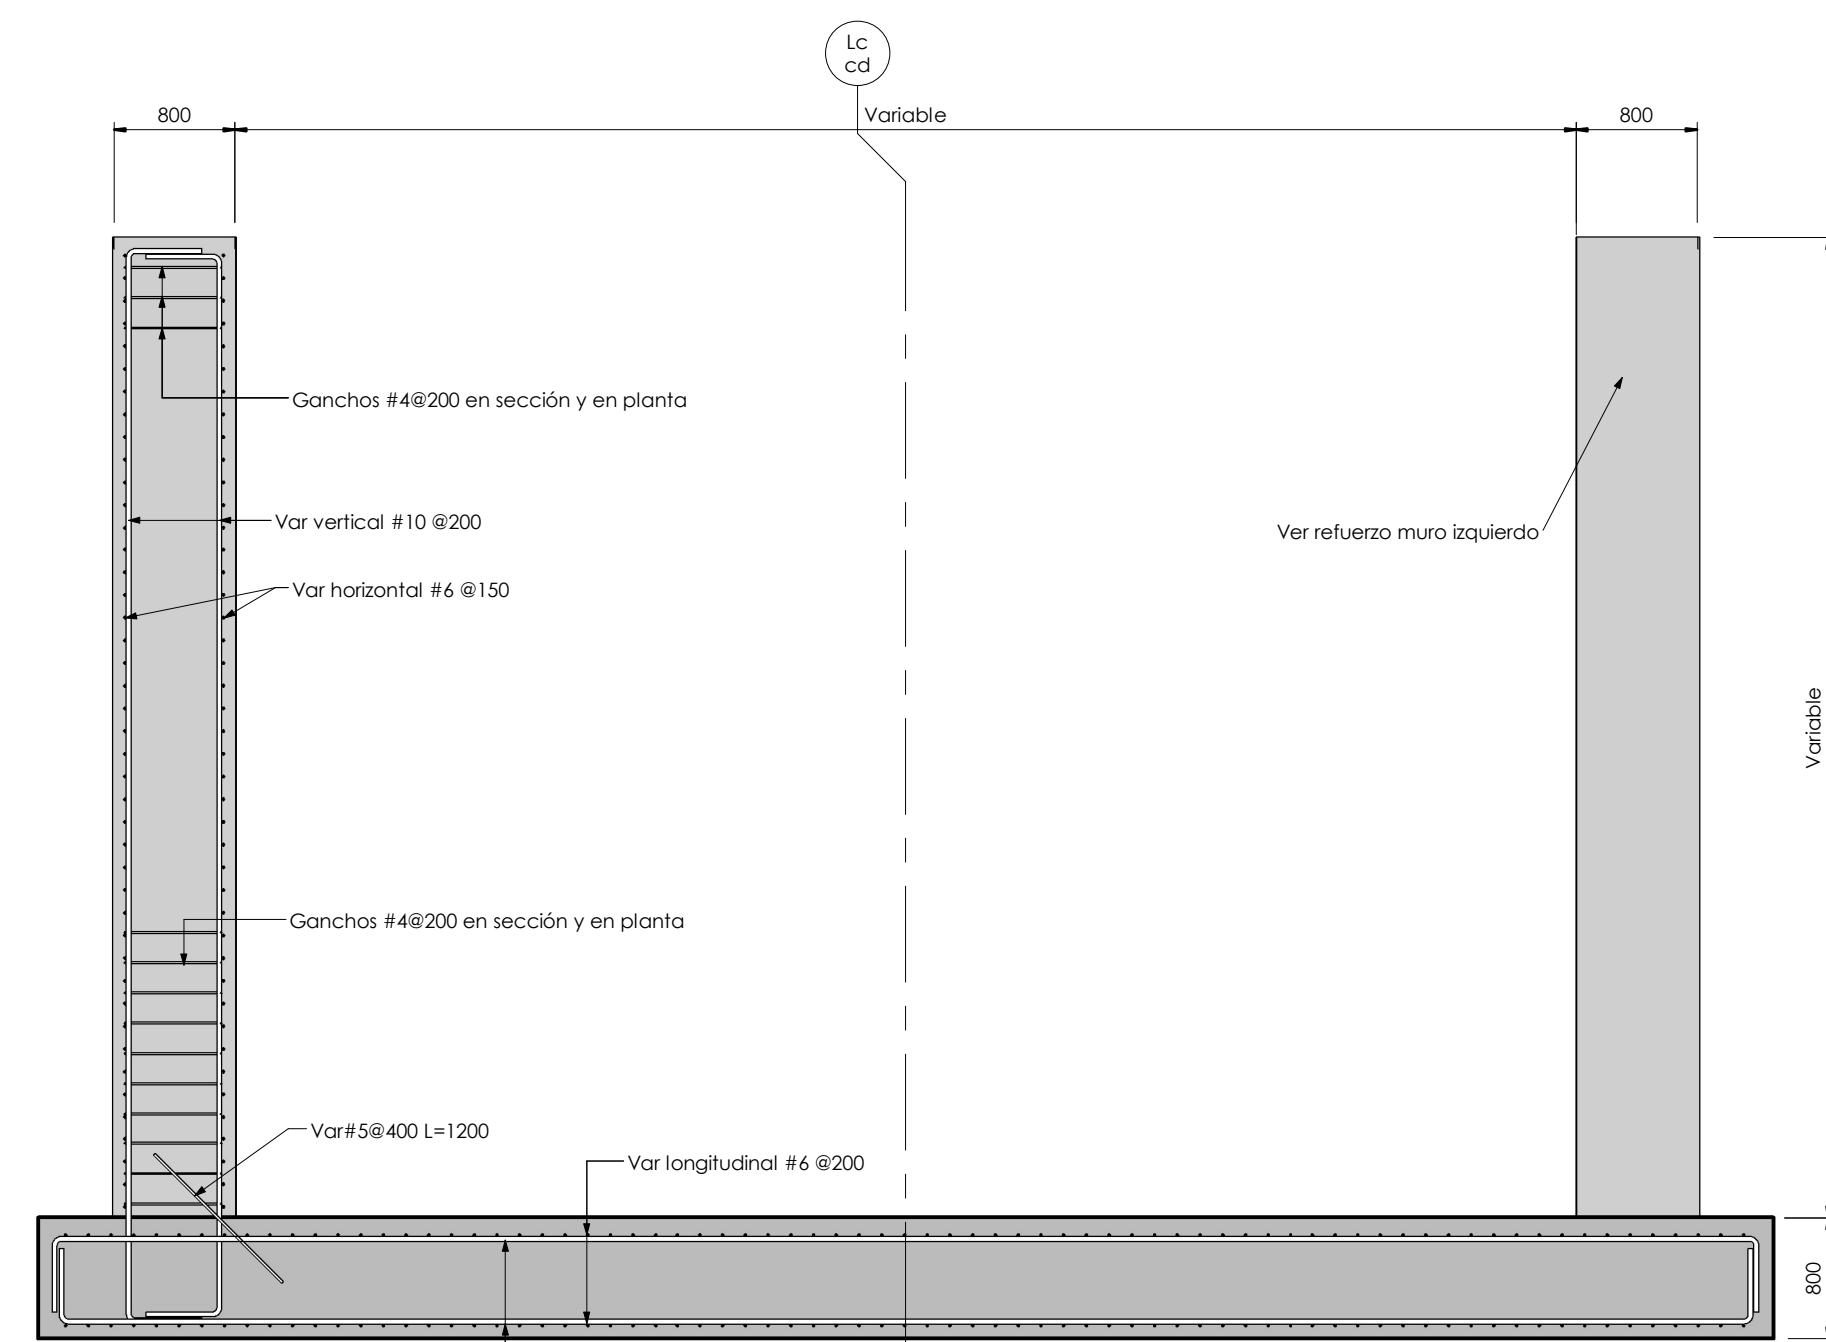 Lc
cd
800
Variable
800
Ganchos #4@200 en sección y en planta
Var vertical #10 @200
Ver refuerzo muro izquierdo
Var horizontal #6 @150
Variable
Ganchos #4@200 en sección y en planta
Var#5@400 L=1200
Var longitudinal #6 @200
800